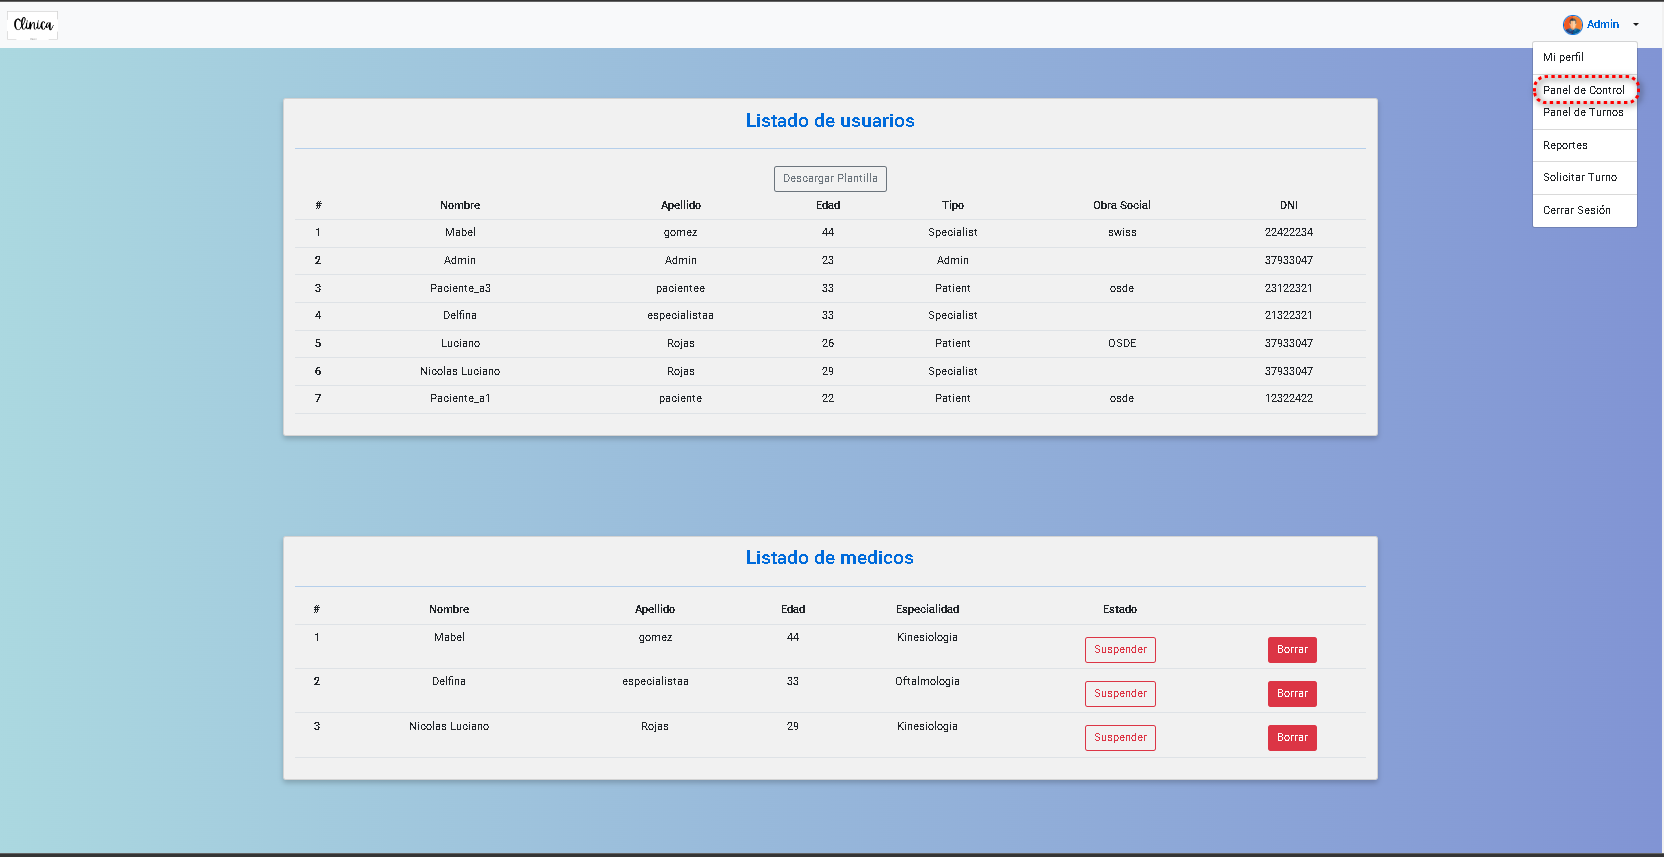 Clinica
Admin
Mi perfil
Panel de Control
Panel de Turnos
Reportes
Solicitar Turno
Cerrar Sesión
Listado de usuarios
Descargar Plantilla
# Nombre Apellido Edad Tipo Obra Social DNI
1 Mabel gomez 44 Specialist swiss 22422234
2 Admin Admin 23 Admin 37933047
3 Paciente_a3 pacientee 33 Patient osde 23122321
4 Delfina especialistaa 33 Specialist 21322321
5 Luciano Rojas 26 Patient OSDE 37933047
6 Nicolas Luciano Rojas 29 Specialist 37933047
7 Paciente_a1 paciente 22 Patient osde 12322422
Listado de medicos
# Nombre Apellido Edad Especialidad Estado
1 Mabel gomez 44 Kinesiologia Suspender Borrar
2 Delfina especialistaa 33 Oftalmologia Suspender Borrar
3 Nicolas Luciano Rojas 29 Kinesiologia Suspender Borrar